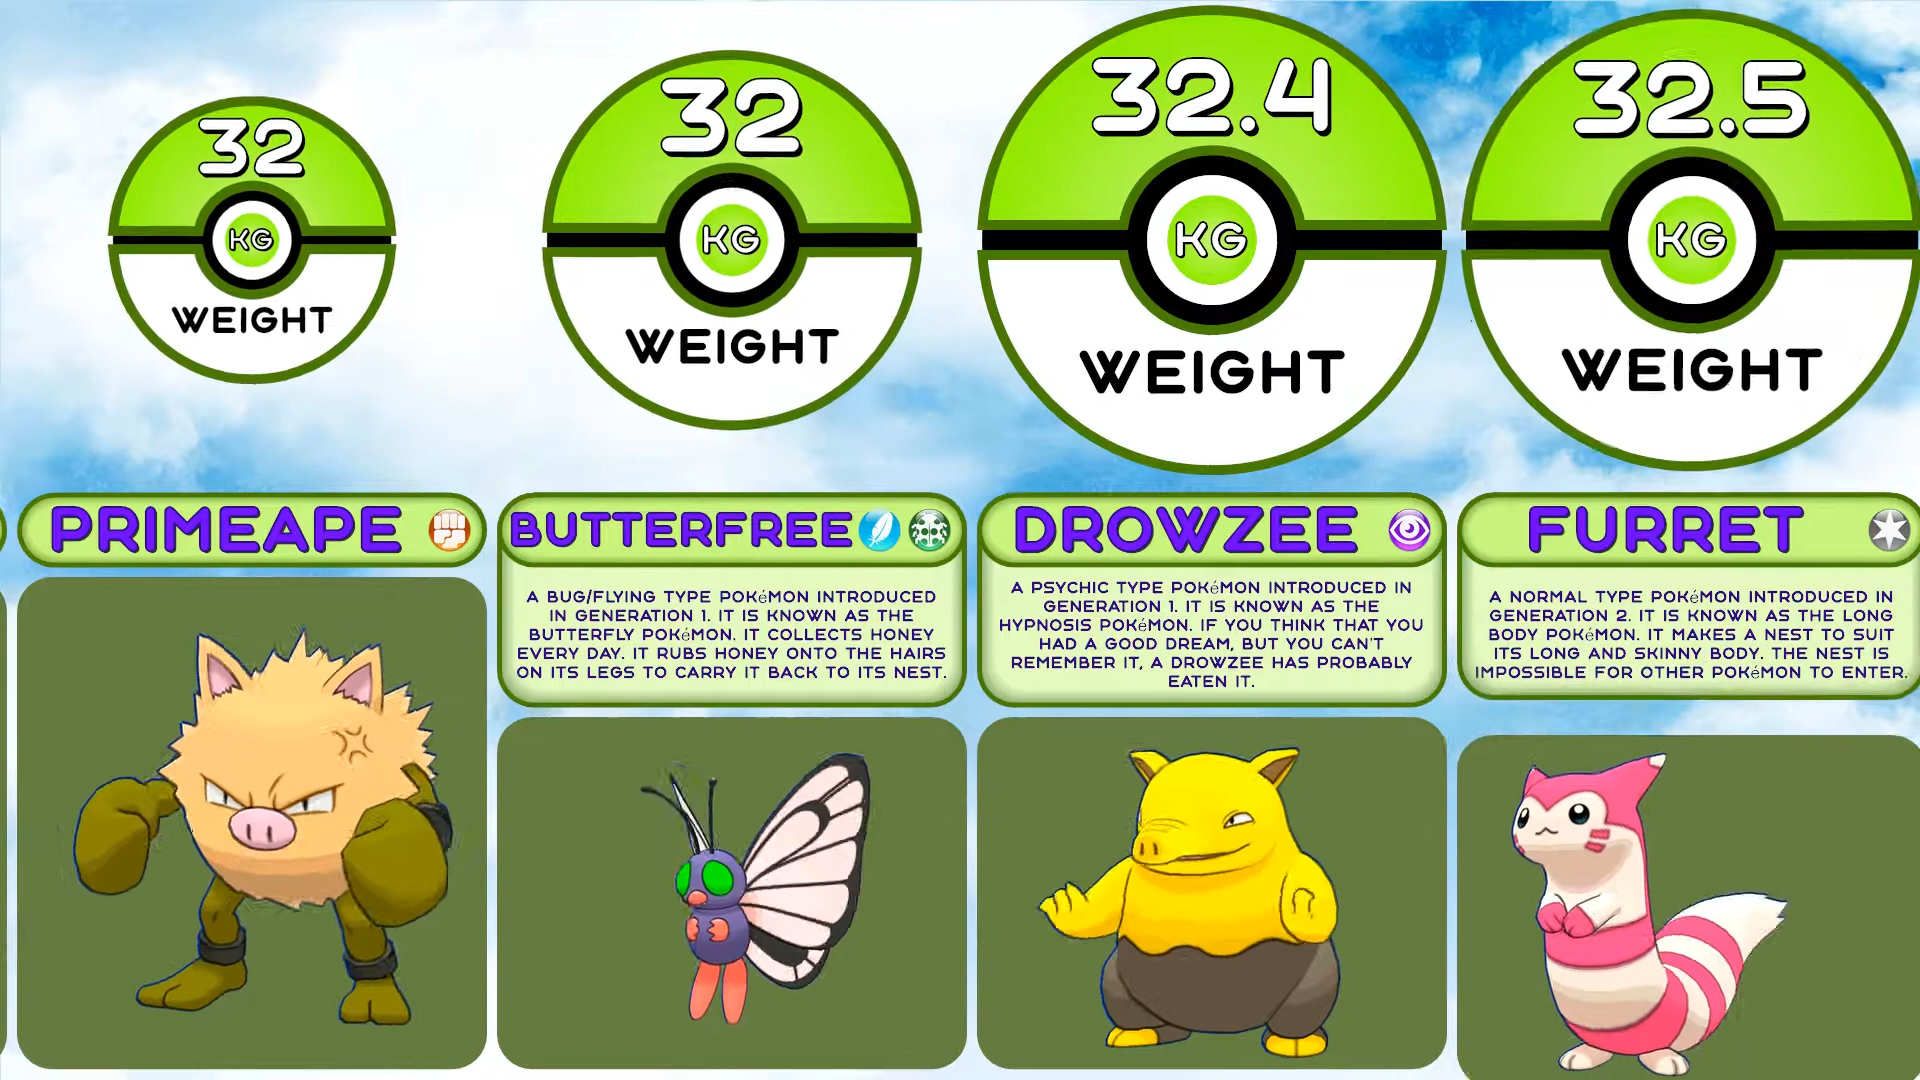 32
KG
WEIGHT
32
KG
WEIGHT
32.4
KG
WEIGHT
32.5
KG
WEIGHT
PRIMEAPE
BUTTERFREE
A BUG/FLYING TYPE POKéMON INTRODUCED
IN GENERATION 1. IT IS KNOWN AS THE
BUTTERFLY POKéMON. IT COLLECTS HONEY
EVERY DAY. IT RUBS HONEY ONTO THE HAIRS
ON ITS LEGS TO CARRY IT BACK TO ITS NEST.
DROWZEE
A PSYCHIC TYPE POKéMON INTRODUCED IN
GENERATION 1. IT IS KNOWN AS THE
HYPNOSIS POKéMON. IF YOU THINK THAT YOU
HAD A GOOD DREAM, BUT YOU CAN'T
REMEMBER IT, A DROWZEE HAS PROBABLY
EATEN IT.
FURRET
A NORMAL TYPE POKéMON INTRODUCED IN
GENERATION 2. IT IS KNOWN AS THE LONG
BODY POKéMON. IT MAKES A NEST TO SUIT
ITS LONG AND SKINNY BODY. THE NEST IS
IMPOSSIBLE FOR OTHER POKéMON TO ENTER.